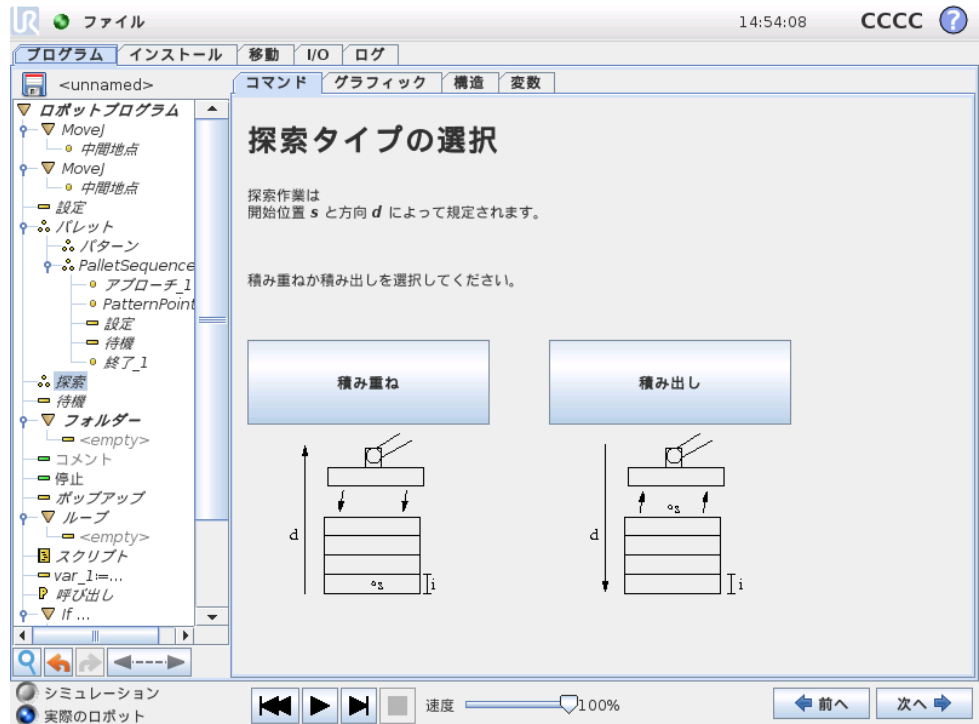 UR ファイル 14:54:08 CCCC ?
プログラム インストール 移動 I/O ログ
<unnamed>
コマンド グラフィック 構造 変数
ロボットプログラム
MoveJ
中間地点
MoveJ
中間地点
設定
パレット
パターン
PalletSequence
アプローチ_1
PatternPoint
設定
待機
終了_1
探索
待機
フォルダー
<empty>
コメント
停止
ポップアップ
ループ
<empty>
スクリプト
var_1:=...
呼び出し
If ...
探索タイプの選択
探索作業は
開始位置 s と方向 d によって規定されます。
積み重ねか積み出しを選択してください。
積み重ね 積み出し
d s i
d s i
シミュレーション
実際のロボット
速度 100%
前へ 次へ